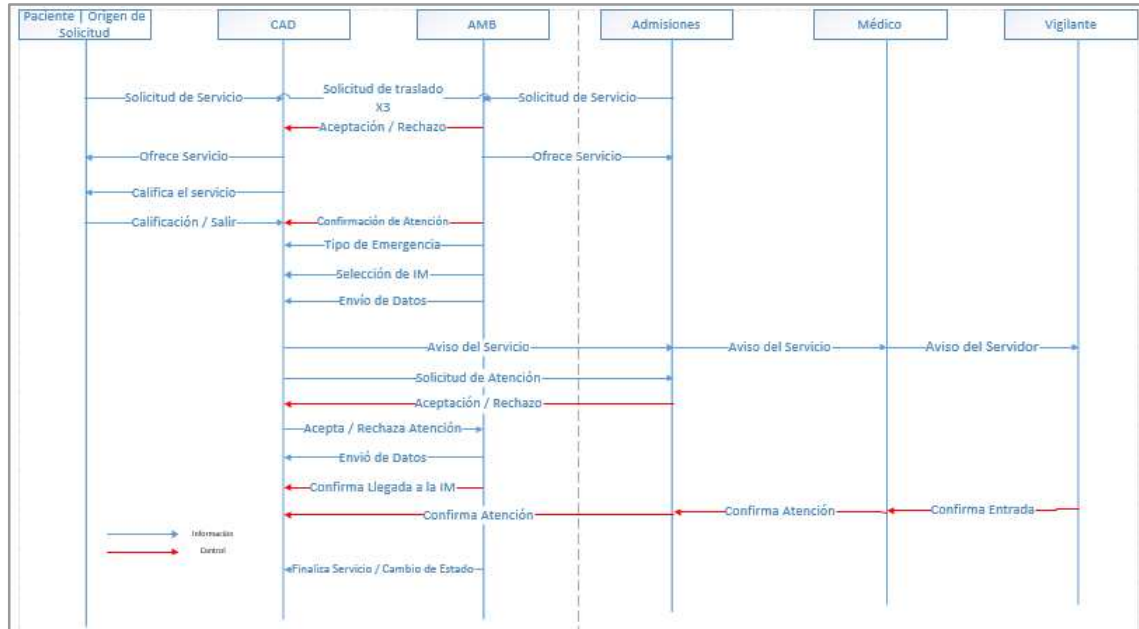 Paciente | Origen de
Solicitud
CAD
AMB
Admisiones
Médico
Vigilante
Solicitud de Servicio
Solicitud de traslado
X3
Solicitud de Servicio
Aceptación / Rechazo
Ofrece Servicio
Ofrece Servicio
Califica el servicio
Calificación / Salir
Confirmación de Atención
Tipo de Emergencia
Selección de IM
Envío de Datos
Aviso del Servicio
Aviso del Servicio
Aviso del Servidor
Solicitud de Atención
Aceptación / Rechazo
Acepta / Rechaza Atención
Envió de Datos
Confirma Llegada a la IM
Confirma Atención
Confirma Atención
Confirma Entrada
Información
Control
Finaliza Servicio / Cambio de Estado